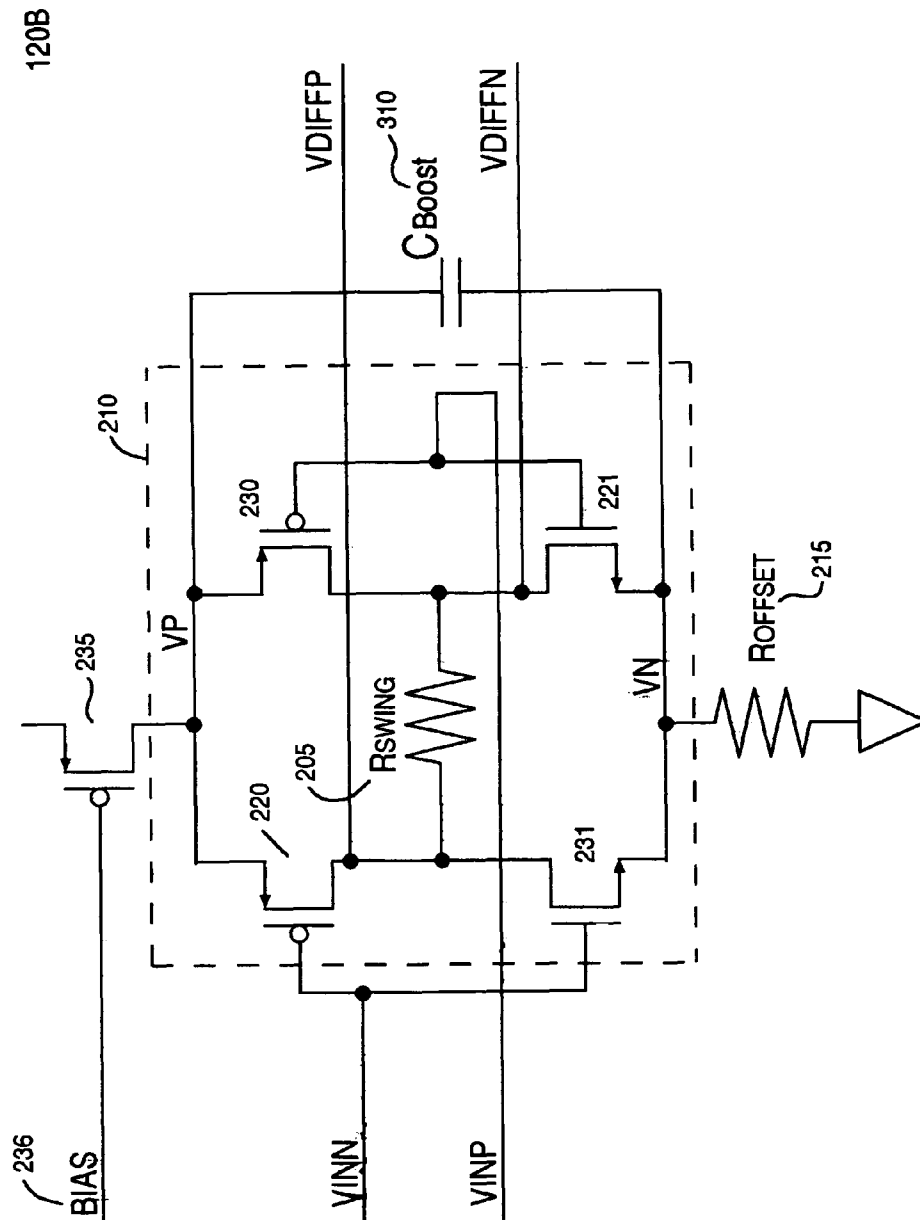 120B
236
BIAS
235
VP
210
230
220
VDIFFP
310
CBoost
205
RSWING
VINN
VINP
VDIFFN
221
231
VN
ROFFSET
215